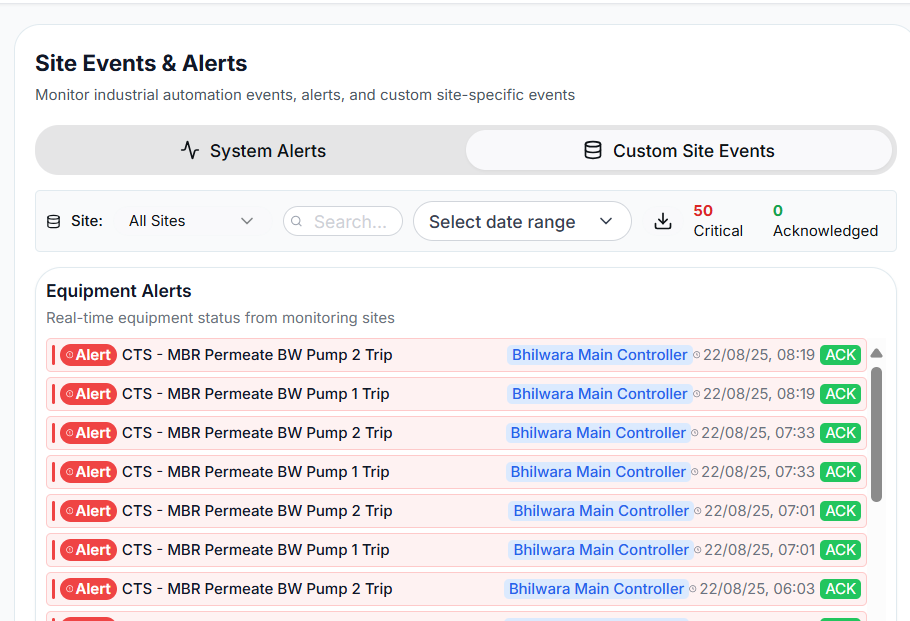 Site Events & Alerts
Monitor industrial automation events, alerts, and custom site-specific events
System Alerts Custom Site Events
Site: All Sites Search... Select date range 50 Critical 0 Acknowledged
Equipment Alerts
Real-time equipment status from monitoring sites
Alert CTS - MBR Permeate BW Pump 2 Trip Bhilwara Main Controller 22/08/25, 08:19 ACK
Alert CTS - MBR Permeate BW Pump 1 Trip Bhilwara Main Controller 22/08/25, 08:19 ACK
Alert CTS - MBR Permeate BW Pump 2 Trip Bhilwara Main Controller 22/08/25, 07:33 ACK
Alert CTS - MBR Permeate BW Pump 1 Trip Bhilwara Main Controller 22/08/25, 07:33 ACK
Alert CTS - MBR Permeate BW Pump 2 Trip Bhilwara Main Controller 22/08/25, 07:01 ACK
Alert CTS - MBR Permeate BW Pump 1 Trip Bhilwara Main Controller 22/08/25, 07:01 ACK
Alert CTS - MBR Permeate BW Pump 2 Trip Bhilwara Main Controller 22/08/25, 06:03 ACK